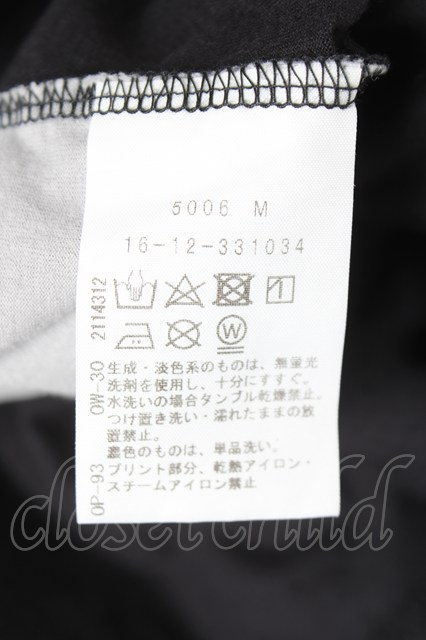 5006 M
16-12-331034
W
OP-93 OW-30 2114312
生成・淡色系のものは、無蛍光
洗剤を使用し、十分にすすぐ。
水洗いの場合タンブル乾燥禁止。
つけ置き洗い・濡れたままの放
置禁止。
濃色のものは、単品洗い。
プリント部分、乾熱アイロン・
スチームアイロン禁止
closet child